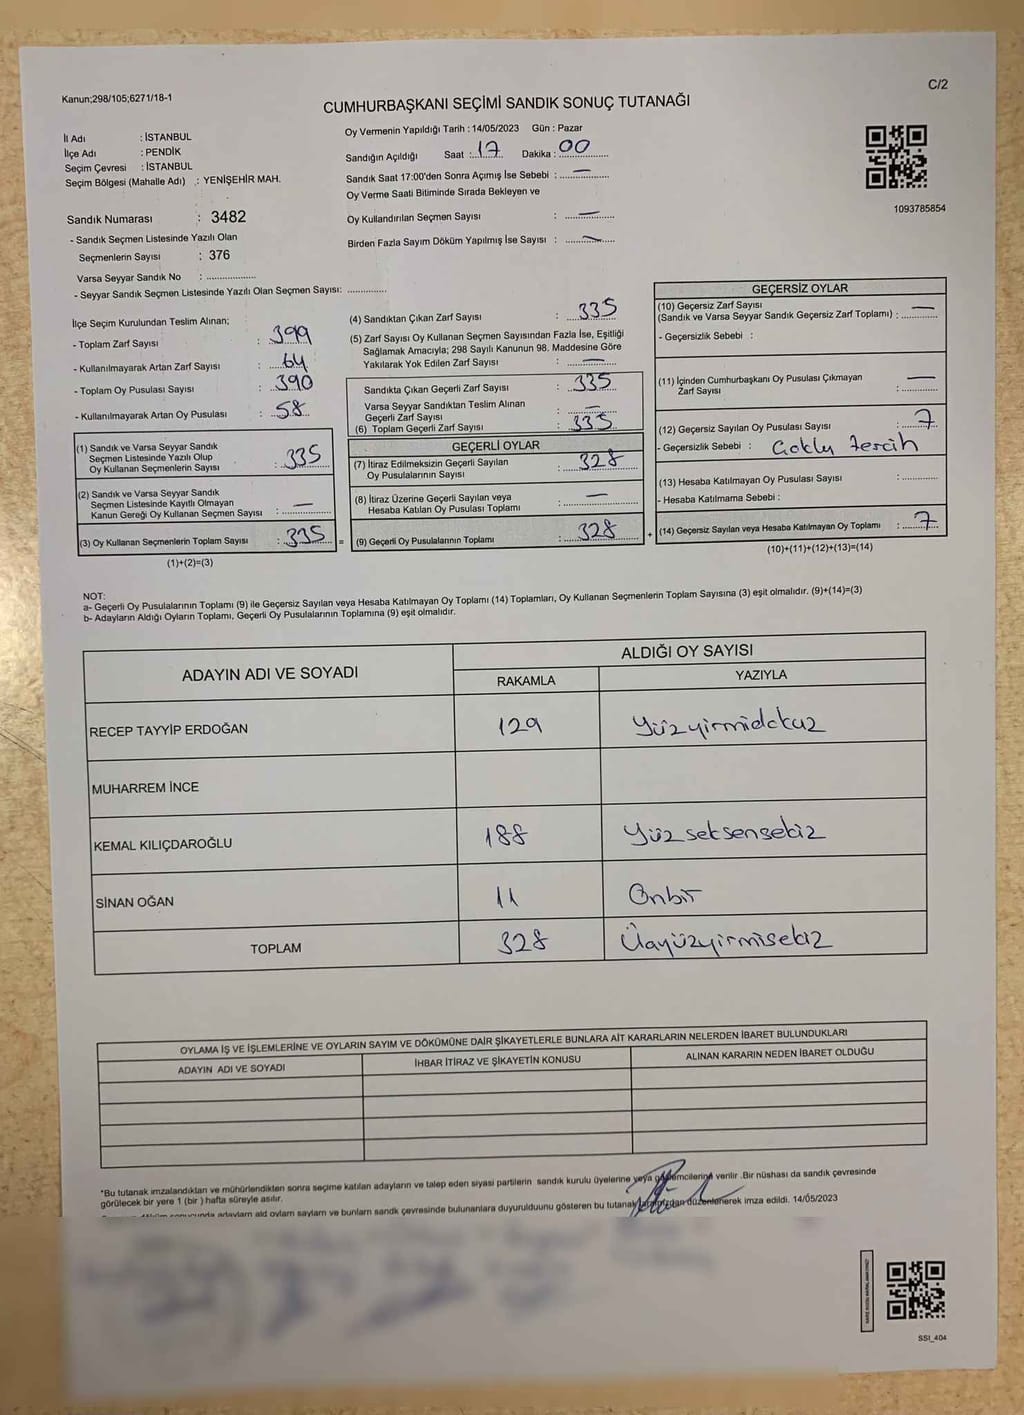 Kanun;298/105;6271/18-1
C/2
CUMHURBAŞKANI SEÇİMİ SANDIK SONUÇ TUTANAĞI
İl Adı : İSTANBUL
İlçe Adı : PENDİK
Seçim Çevresi : İSTANBUL
Seçim Bölgesi (Mahalle Adı) : YENİŞEHİR MAH.
Oy Vermenin Yapıldığı Tarih : 14/05/2023 Gün : Pazar
Sandığın Açıldığı Saat : 17 Dakika : 00
Sandık Saat 17:00'den Sonra Açımış İse Sebebi : —
Oy Verme Saati Bitiminde Sırada Bekleyen ve
Oy Kullandırılan Seçmen Sayısı : —
Birden Fazla Sayım Döküm Yapılmış İse Sayısı : —
1093785854
Sandık Numarası : 3482
- Sandık Seçmen Listesinde Yazılı Olan
Seçmenlerin Sayısı : 376
Varsa Seyyar Sandık No : ..................
- Seyyar Sandık Seçmen Listesinde Yazılı Olan Seçmen Sayısı: ..............
İlçe Seçim Kurulundan Teslim Alınan;
- Toplam Zarf Sayısı : 399
- Kullanılmayarak Artan Zarf Sayısı : 64
- Toplam Oy Pusulası Sayısı : 390
- Kullanılmayarak Artan Oy Pusulası : 58
(1) Sandık ve Varsa Seyyar Sandık
Seçmen Listesinde Yazılı Olup
Oy Kullanan Seçmenlerin Sayısı : 335
(2) Sandık ve Varsa Seyyar Sandık
Seçmen Listesinde Kayıtlı Olmayan
Kanun Gereği Oy Kullanan Seçmen Sayısı : —
(3) Oy Kullanan Seçmenlerin Toplam Sayısı : 335
(1)+(2)=(3)
=
(4) Sandıktan Çıkan Zarf Sayısı : 335
(5) Zarf Sayısı Oy Kullanan Seçmen Sayısından Fazla İse, Eşitliği
Sağlamak Amacıyla; 298 Sayılı Kanunun 98. Maddesine Göre
Yakılarak Yok Edilen Zarf Sayısı : —
Sandıkta Çıkan Geçerli Zarf Sayısı : 335
Varsa Seyyar Sandıktan Teslim Alınan
Geçerli Zarf Sayısı : —
(6) Toplam Geçerli Zarf Sayısı : 335
GEÇERLİ OYLAR
(7) İtiraz Edilmeksizin Geçerli Sayılan
Oy Pusulalarının Sayısı : 328
(8) İtiraz Üzerine Geçerli Sayılan veya
Hesaba Katılan Oy Pusulası Toplamı : —
(9) Geçerli Oy Pusulalarının Toplamı : 328
+
GEÇERSİZ OYLAR
(10) Geçersiz Zarf Sayısı
(Sandık ve Varsa Seyyar Sandık Geçersiz Zarf Toplamı) : —
- Geçersizlik Sebebi :
(11) İçinden Cumhurbaşkanı Oy Pusulası Çıkmayan
Zarf Sayısı : —
(12) Geçersiz Sayılan Oy Pusulası Sayısı : 7
- Geçersizlik Sebebi : Çoklu tercih
(13) Hesaba Katılmayan Oy Pusulası Sayısı : ..............
- Hesaba Katılmama Sebebi :
(14) Geçersiz Sayılan veya Hesaba Katılmayan Oy Toplamı : 7
(10)+(11)+(12)+(13)=(14)
NOT:
a- Geçerli Oy Pusulalarının Toplamı (9) ile Geçersiz Sayılan veya Hesaba Katılmayan Oy Toplamı (14) Toplamları, Oy Kullanan Seçmenlerin Toplam Sayısına (3) eşit olmalıdır. (9)+(14)=(3)
b- Adayların Aldığı Oyların Toplamı, Geçerli Oy Pusulalarının Toplamına (9) eşit olmalıdır.
ADAYIN ADI VE SOYADI
ALDIĞI OY SAYISI
RAKAMLA YAZIYLA
RECEP TAYYİP ERDOĞAN 129 Yüzyirmidokuz
MUHARREM İNCE
KEMAL KILIÇDAROĞLU 188 Yüz seksensekiz
SİNAN OĞAN 11 Onbir
TOPLAM 328 Üçyüzyirmisekiz
OYLAMA İŞ VE İŞLEMLERİNE VE OYLARIN SAYIM VE DÖKÜMÜNE DAİR ŞİKAYETLERLE BUNLARA AİT KARARLARIN NELERDEN İBARET BULUNDUKLARI
ADAYIN ADI VE SOYADI İHBAR İTİRAZ VE ŞİKAYETİN KONUSU ALINAN KARARIN NEDEN İBARET OLDUĞU
*Bu tutanak imzalandıktan ve mühürlendikten sonra seçime katılan adayların ve talep eden siyasi partilerin sandık kurulu üyelerine veya gözlemcilerine verilir .Bir nüshası da sandık çevresinde
görülecek bir yere 1 (bir ) hafta süreyle asılır.
adayların ald oyların sayların ve bunların sandk çevresinde bulunanlara duyurulduunu gösteren bu tutanak düzenlenerek imza edildi. 14/05/2023
SSI_404